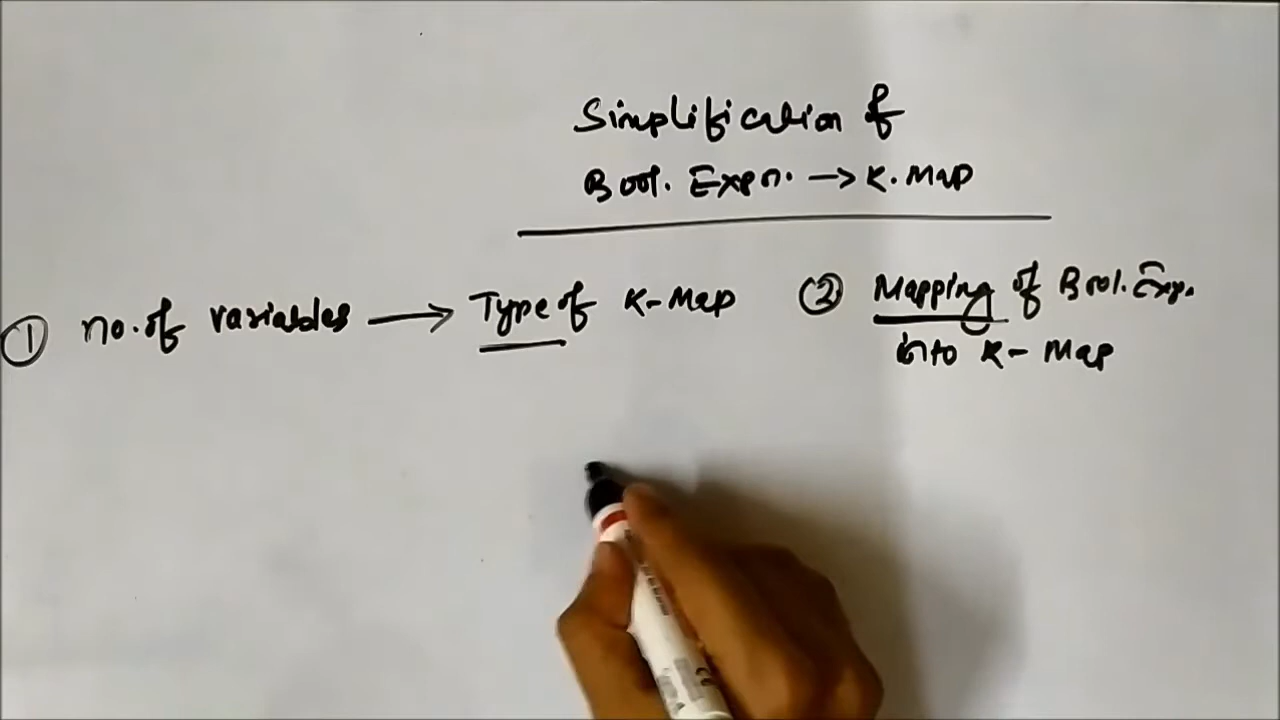 Simplification of
Bool. Expn. → K. Map
① no. of variables → Type of K-Map
② Mapping of Bool. Exp.
into K-Map